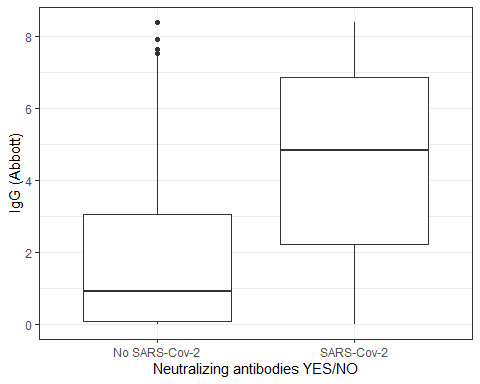 8
6
4
2
0
IgG (Abbott)
No SARS-Cov-2
SARS-Cov-2
Neutralizing antibodies YES/NO